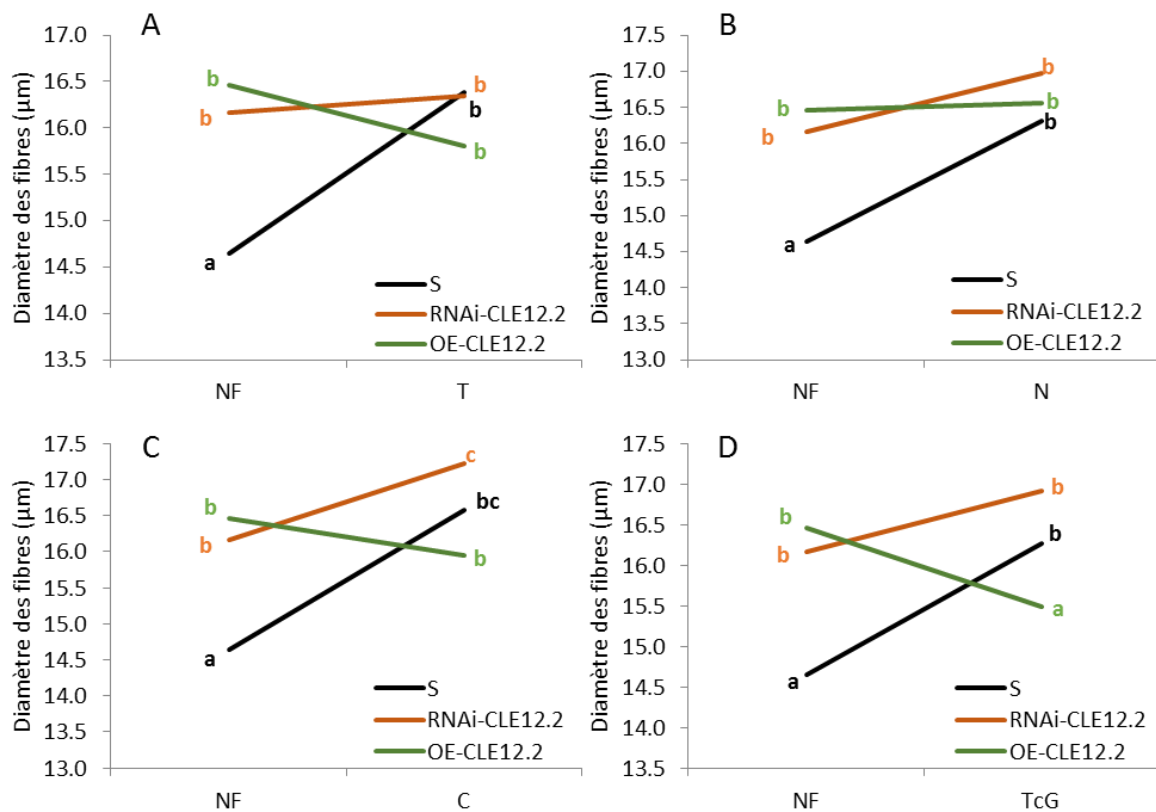 A
Diamètre des fibres (µm)
17.0
16.5
16.0
15.5
15.0
14.5
14.0
13.5
b
b
a
b
b
b
S
RNAi-CLE12.2
OE-CLE12.2
NF T
B
Diamètre des fibres (µm)
17.5
17.0
16.5
16.0
15.5
15.0
14.5
14.0
13.5
13.0
b
b
a
b
b
b
S
RNAi-CLE12.2
OE-CLE12.2
NF N
C
Diamètre des fibres (µm)
17.5
17.0
16.5
16.0
15.5
15.0
14.5
14.0
13.5
13.0
b
b
a
c
bc
b
S
RNAi-CLE12.2
OE-CLE12.2
NF C
D
Diamètre des fibres (µm)
17.5
17.0
16.5
16.0
15.5
15.0
14.5
14.0
13.5
13.0
b
b
a
b
b
a
S
RNAi-CLE12.2
OE-CLE12.2
NF TcG